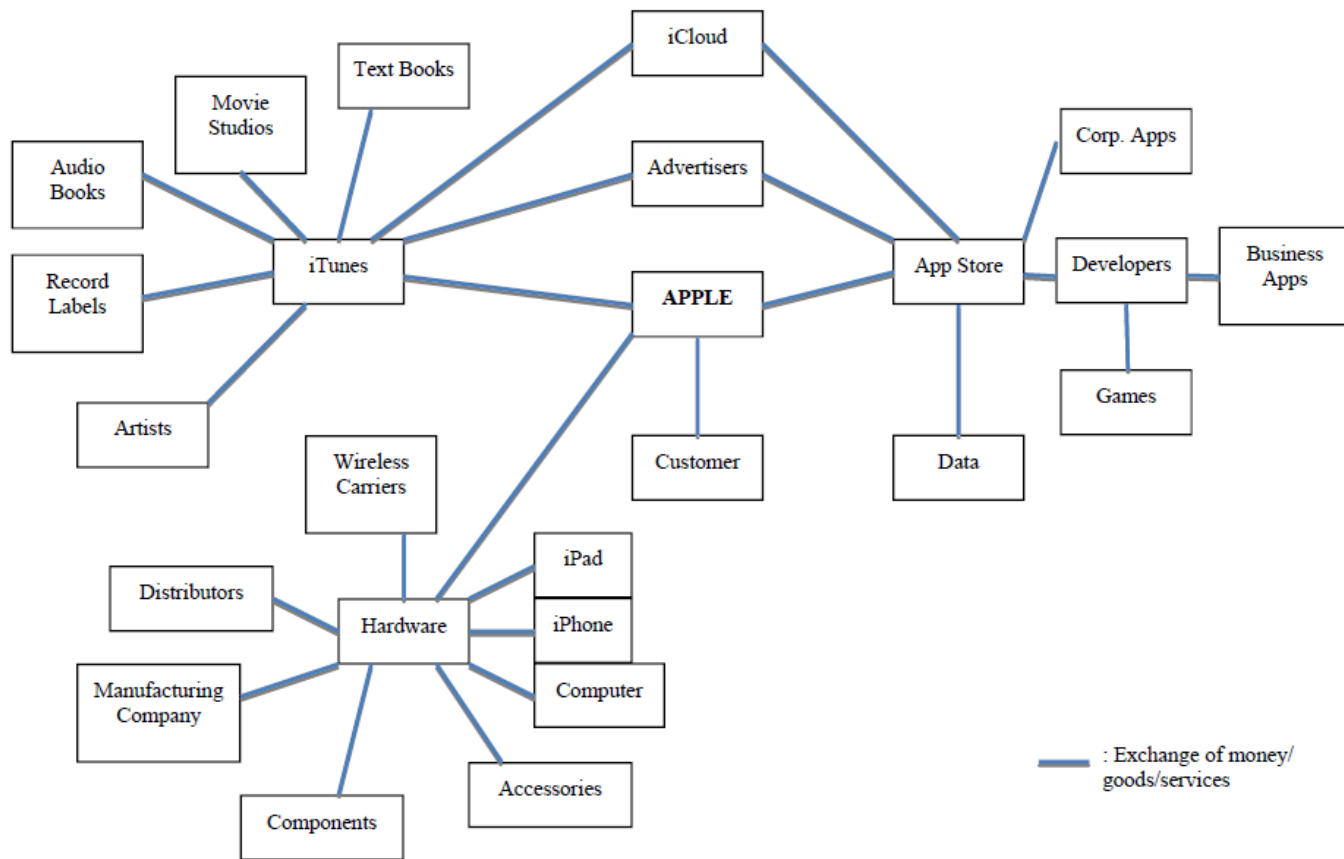 iCloud
Text Books
Movie
Studios
Corp. Apps
Audio
Books
Advertisers
iTunes
App Store
Developers
Business
Apps
Record
Labels
APPLE
Games
Artists
Wireless
Carriers
Customer
Data
iPad
Distributors
Hardware
iPhone
Manufacturing
Company
Computer
: Exchange of money/
goods/services
Accessories
Components